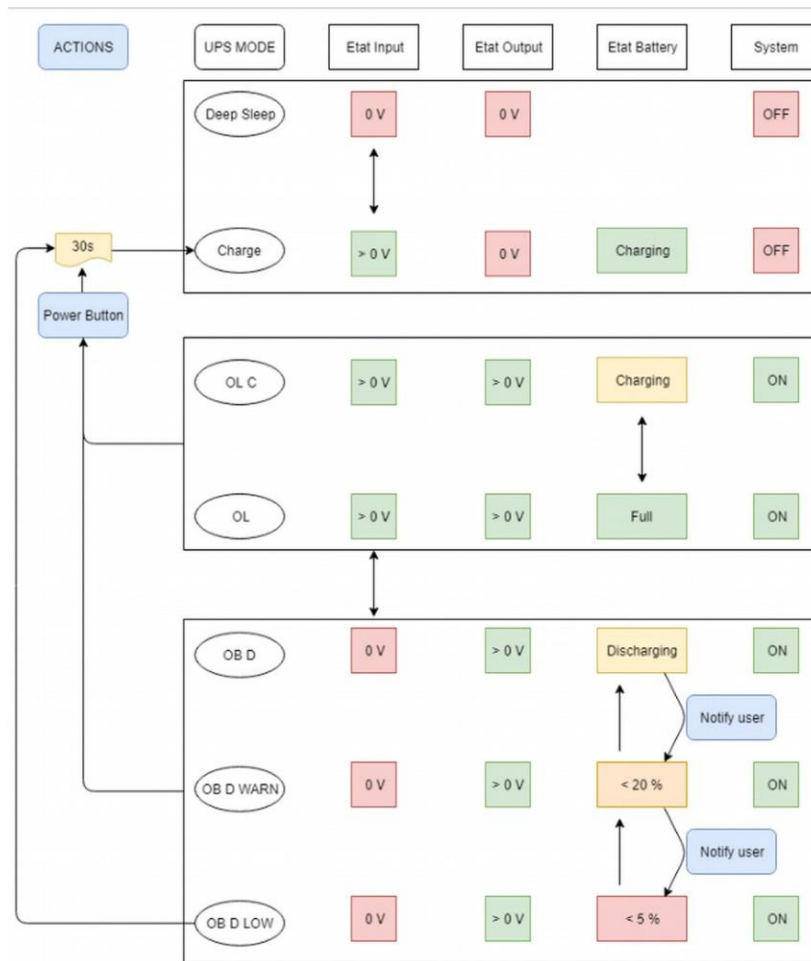 ACTIONS
UPS MODE
Etat Input
Etat Output
Etat Battery
System
Deep Sleep
0 V
0 V
OFF
30s
Charge
> 0 V
0 V
Charging
OFF
Power Button
OL C
> 0 V
> 0 V
Charging
ON
OL
> 0 V
> 0 V
Full
ON
OB D
0 V
> 0 V
Discharging
ON
Notify user
OB D WARN
0 V
> 0 V
< 20 %
ON
Notify user
OB D LOW
0 V
> 0 V
< 5 %
ON